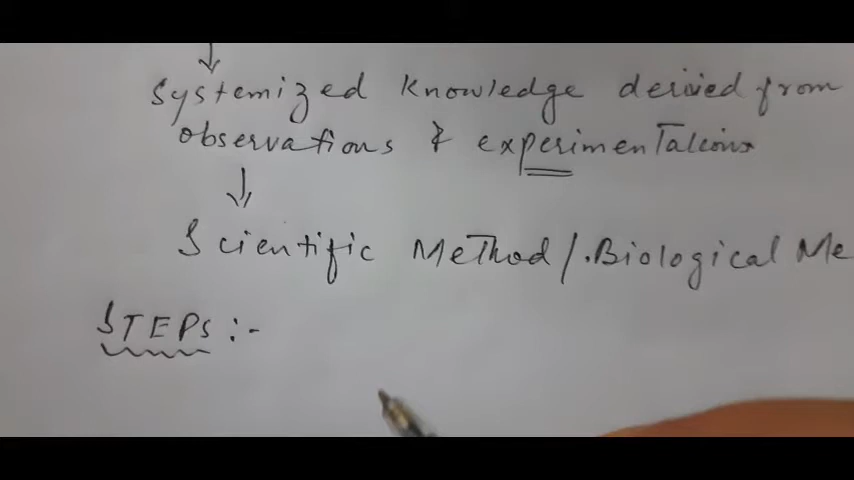 Systemized Knowledge derived from
observations & experimentations
Scientific Method/.Biological Me
STEPS:-